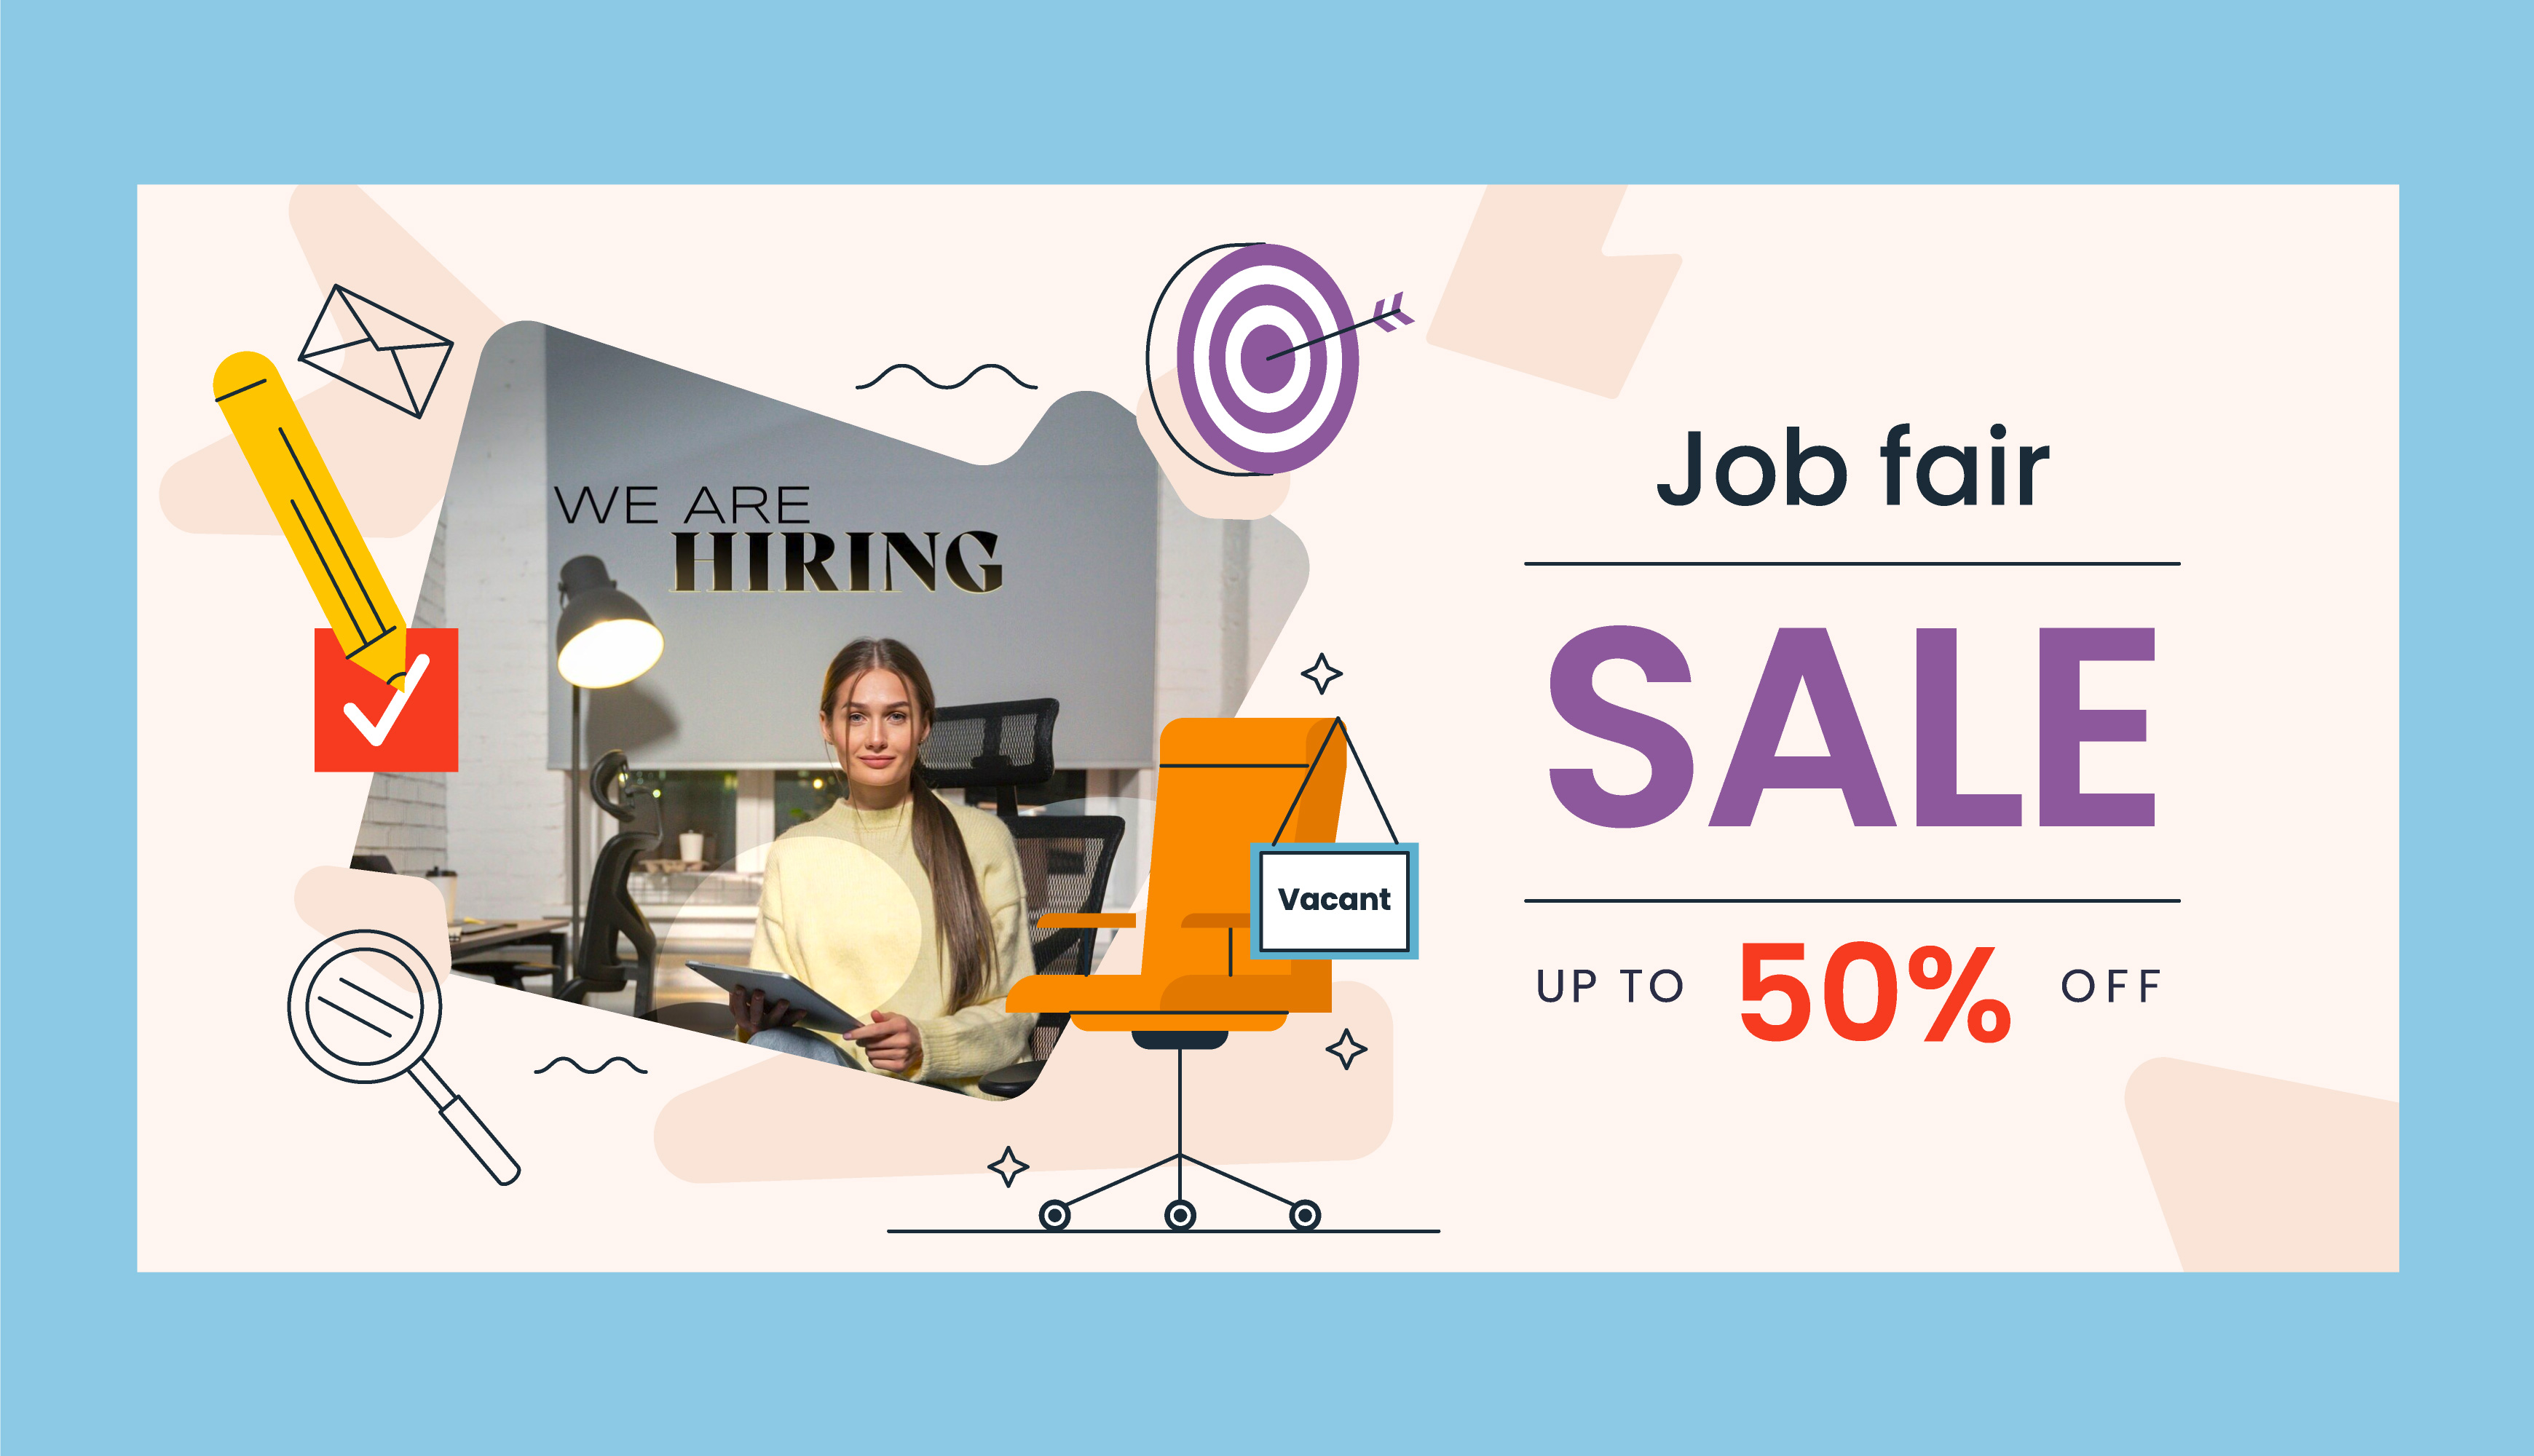 WE ARE
HIRING
Vacant
Job fair
SALE
UP TO 50% OFF